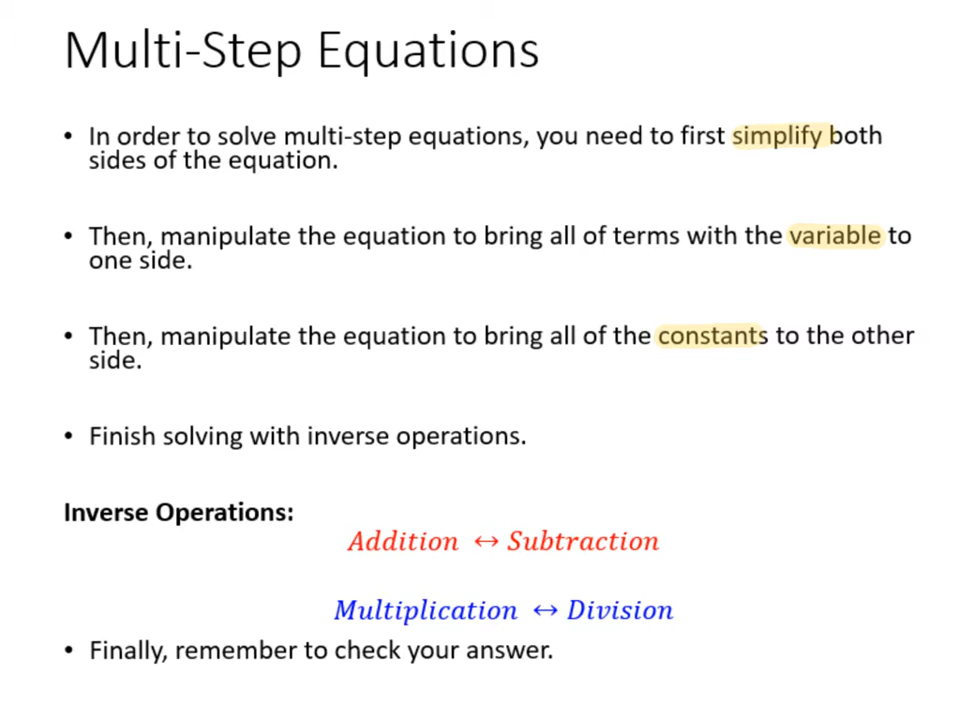 Multi-Step Equations
• In order to solve multi-step equations, you need to first simplify both
sides of the equation.
• Then, manipulate the equation to bring all of terms with the variable to
one side.
• Then, manipulate the equation to bring all of the constants to the other
side.
• Finish solving with inverse operations.
Inverse Operations:
Addition ↔ Subtraction
Multiplication ↔ Division
• Finally, remember to check your answer.